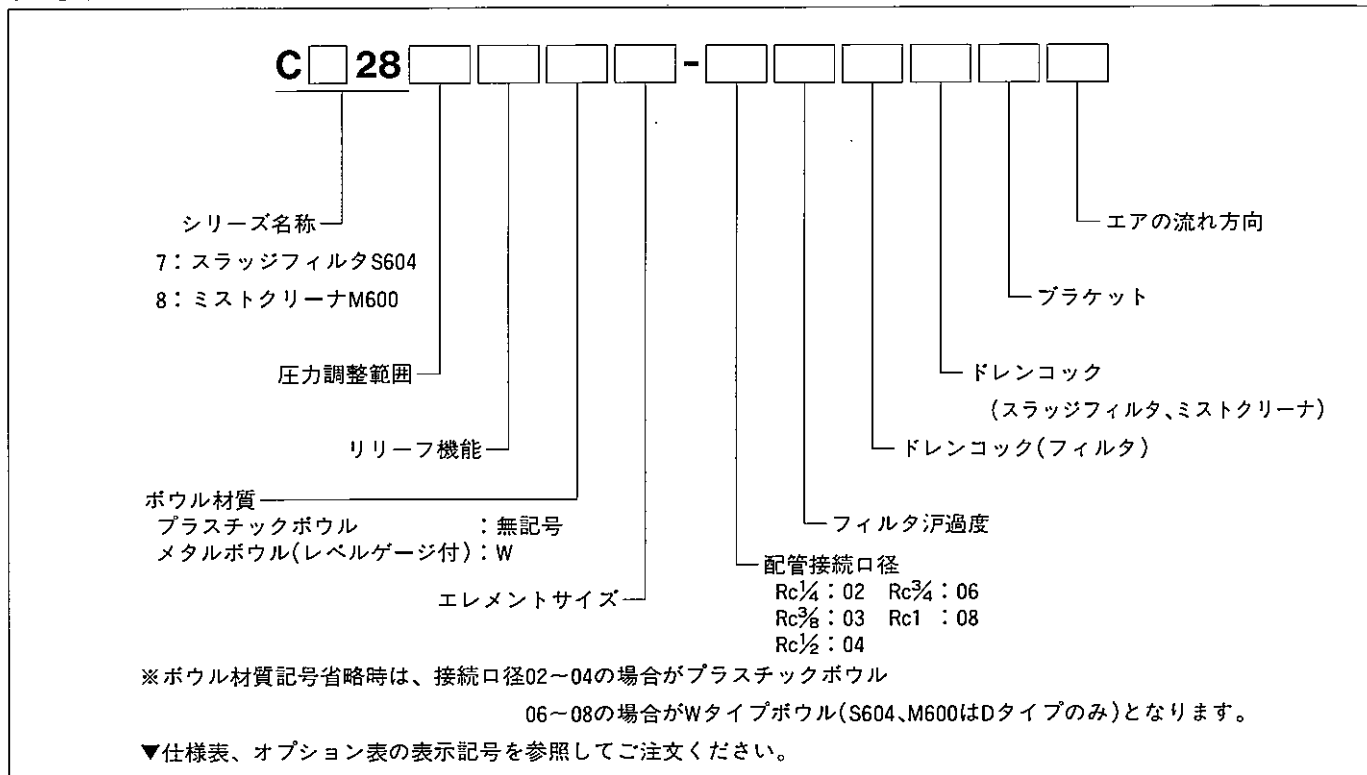 C□28□□□□-□□□□□□
シリーズ名称
7：スラッジフィルタS604
8：ミストクリーナM600
エアの流れ方向
ブラケット
圧力調整範囲
ドレンコック
(スラッジフィルタ、ミストクリーナ)
リリーフ機能
ドレンコック(フィルタ)
ボウル材質
プラスチックボウル ：無記号
メタルボウル(レベルゲージ付)：W
フィルタ沪過度
エレメントサイズ
配管接続口径
Rc1/4：02 Rc3/4：06
Rc3/8：03 Rc1 ：08
Rc1/2：04
※ボウル材質記号省略時は、接続口径02～04の場合がプラスチックボウル
06～08の場合がWタイプボウル(S604、M600はDタイプのみ)となります。
▼仕様表、オプション表の表示記号を参照してご注文ください。